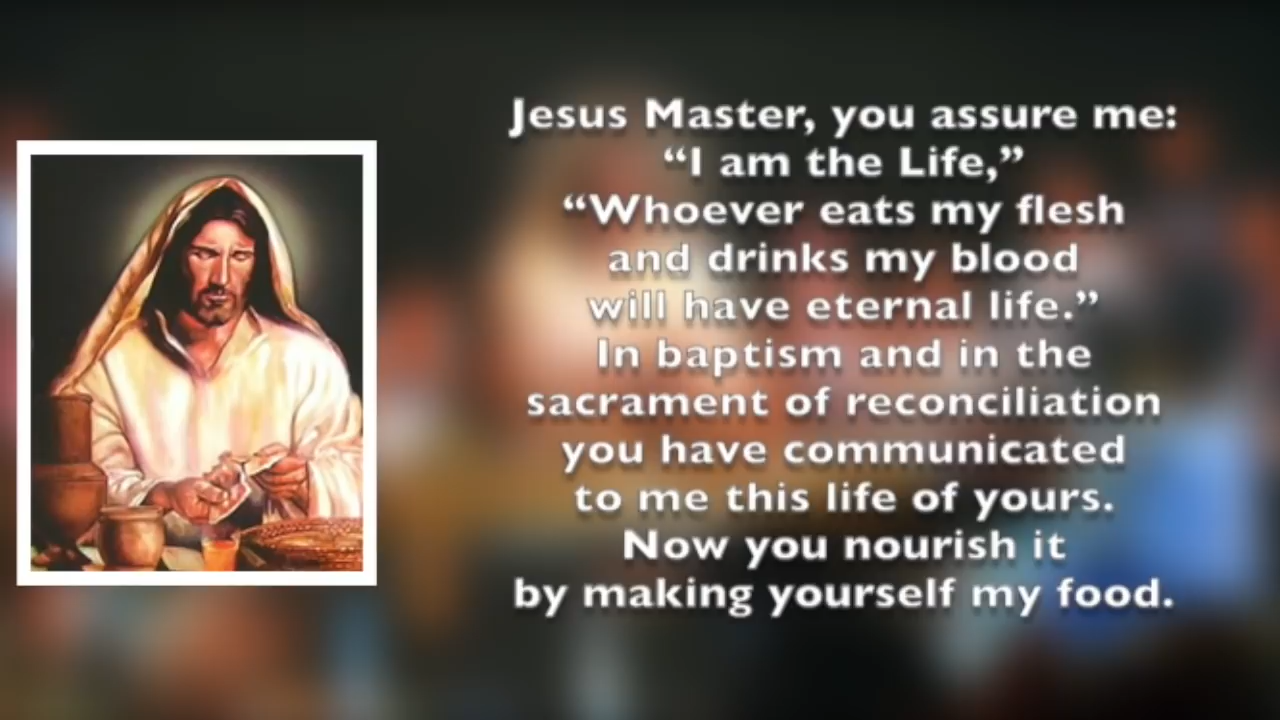 Jesus Master, you assure me:
“I am the Life,”
“Whoever eats my flesh
and drinks my blood
will have eternal life.”
In baptism and in the
sacrament of reconciliation
you have communicated
to me this life of yours.
Now you nourish it
by making yourself my food.